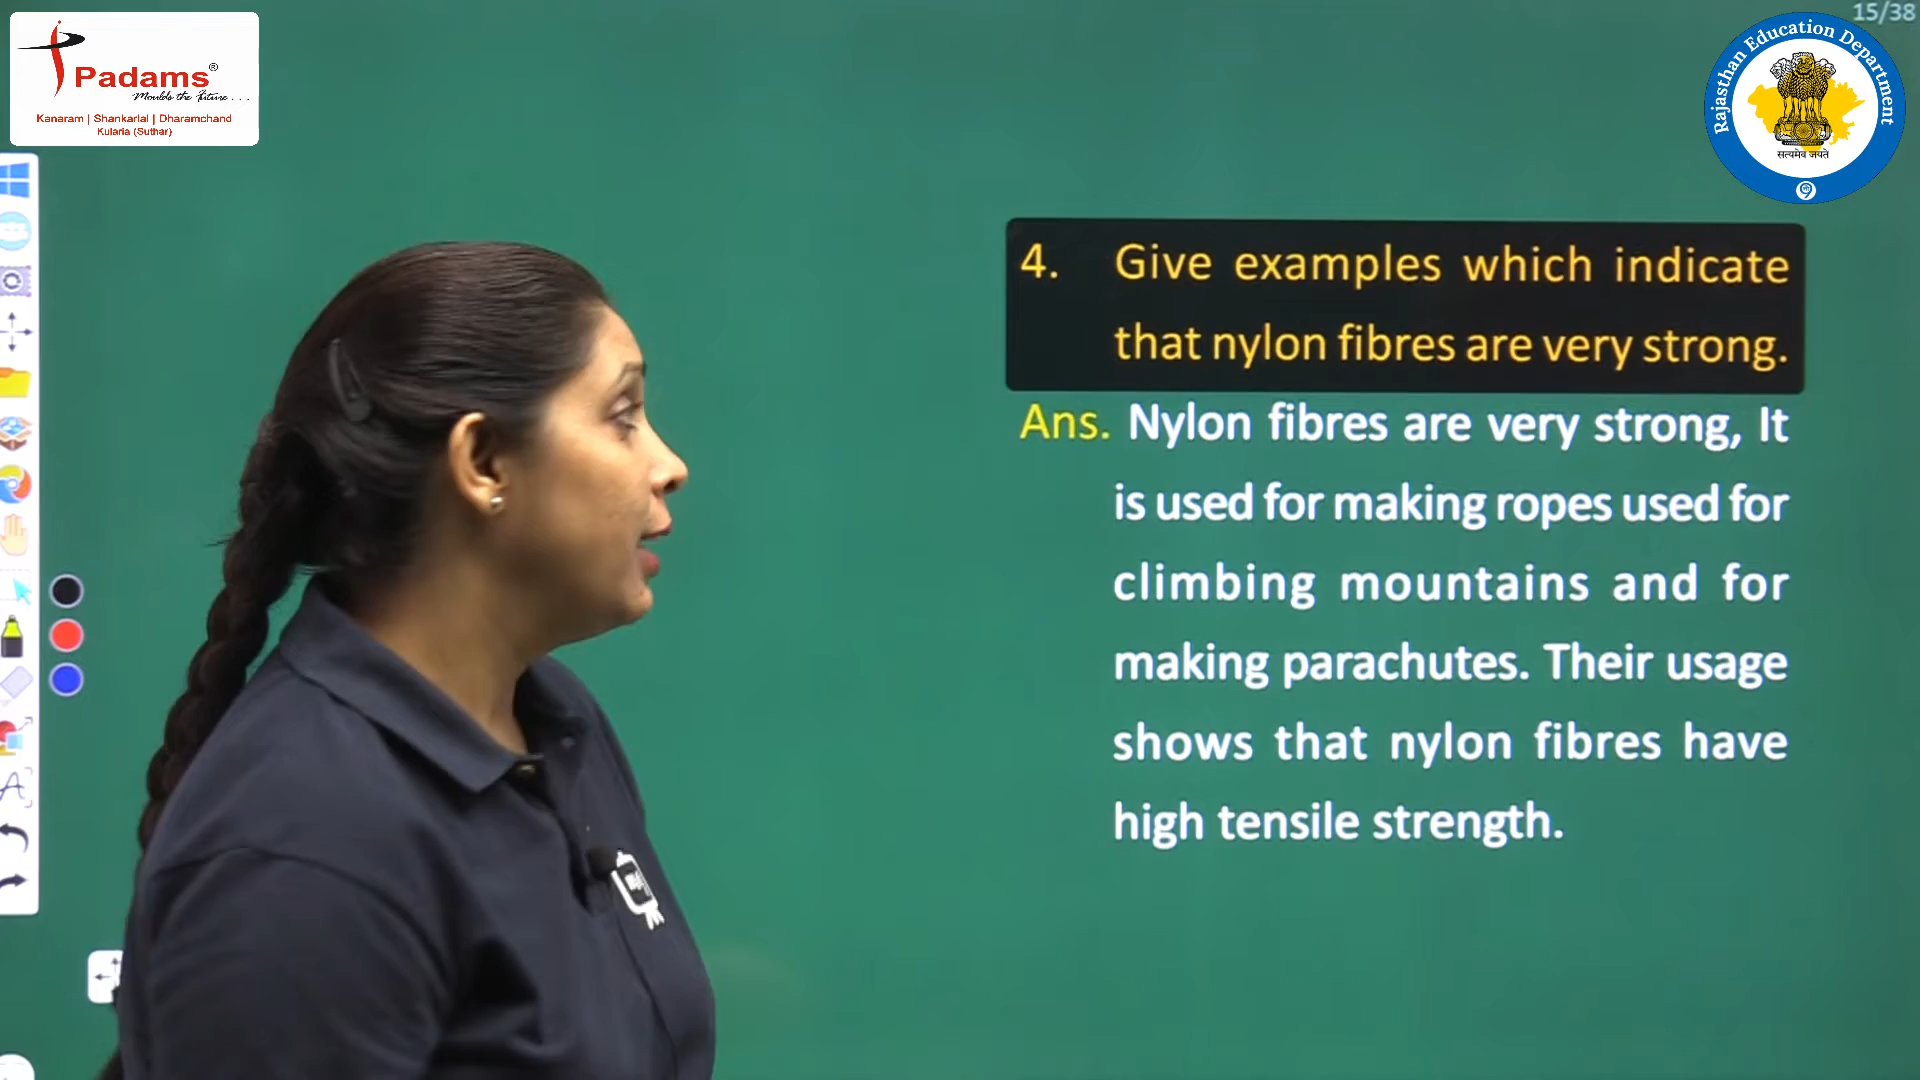 15/38
Padams®
Moulds the Future . . .
Kanaram | Shankarlal | Dharamchand
Kularia (Suthar)
Rajasthan Education Department
सत्यमेव जयते
4. Give examples which indicate
that nylon fibres are very strong.
Ans. Nylon fibres are very strong, It
is used for making ropes used for
climbing mountains and for
making parachutes. Their usage
shows that nylon fibres have
high tensile strength.